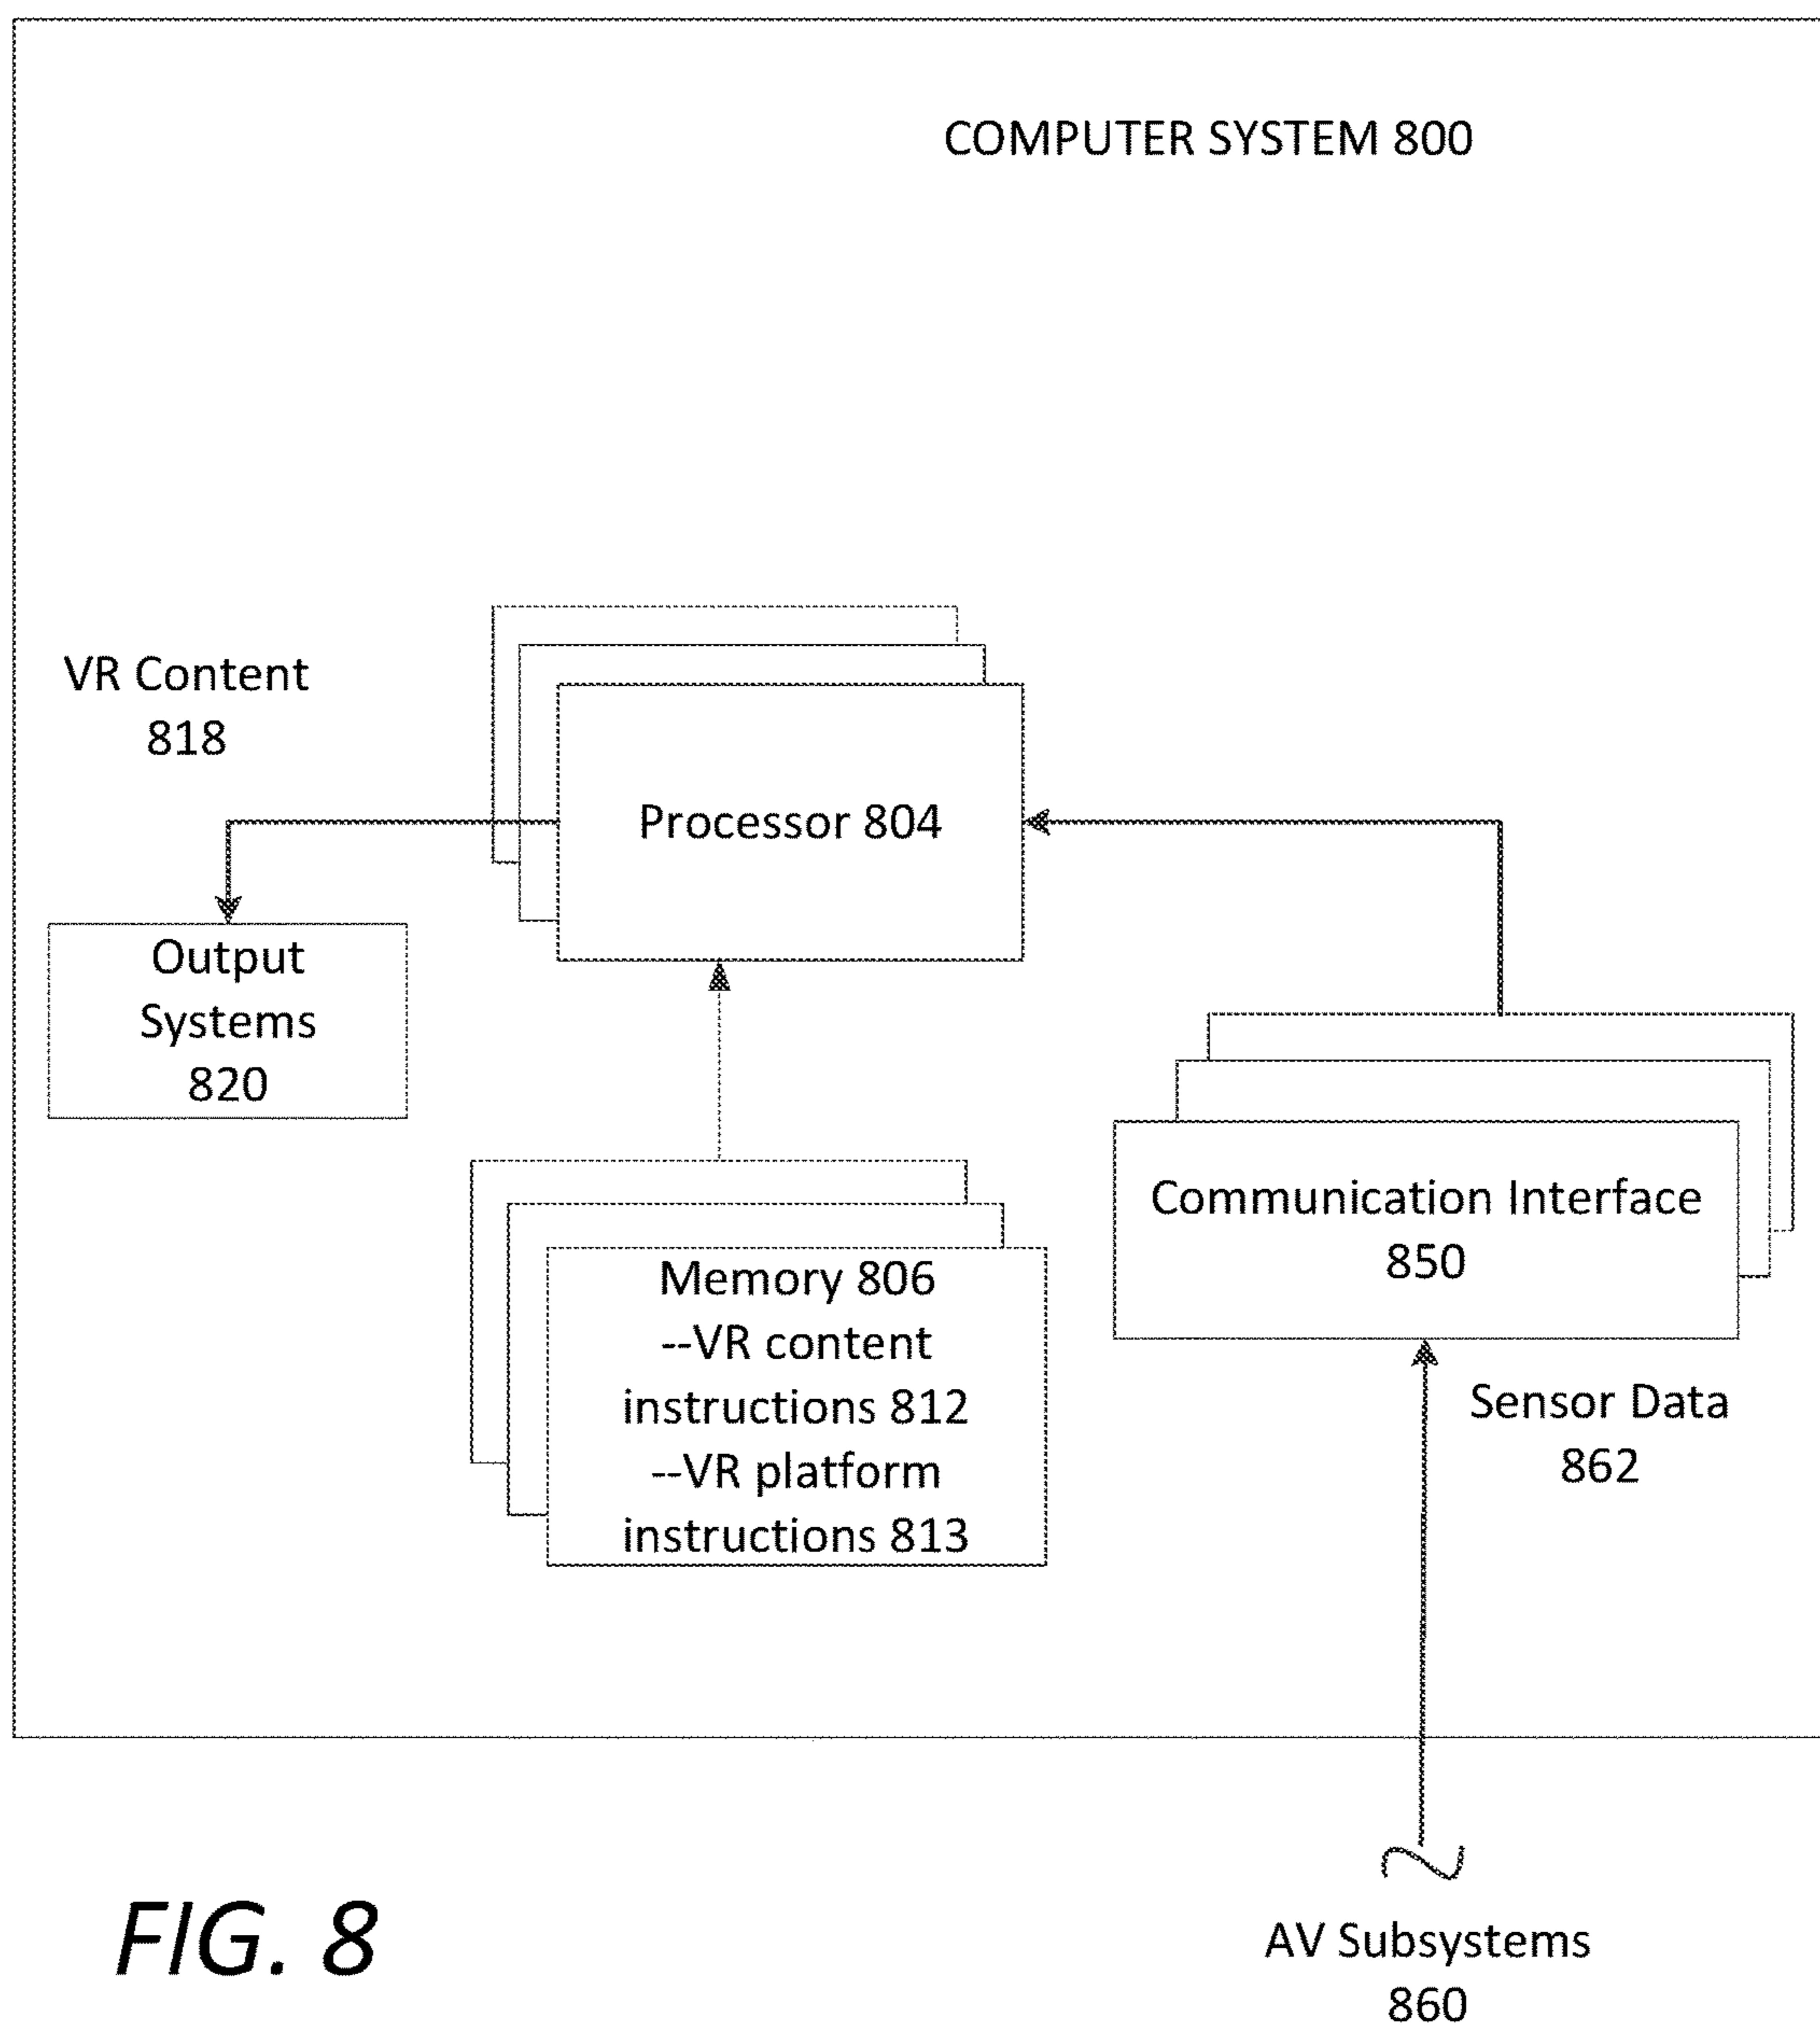 COMPUTER SYSTEM 800
VR Content
818
Processor 804
Output
Systems
820
Memory 806
--VR content
instructions 812
--VR platform
instructions 813
Communication Interface
850
Sensor Data
862
AV Subsystems
860
FIG. 8